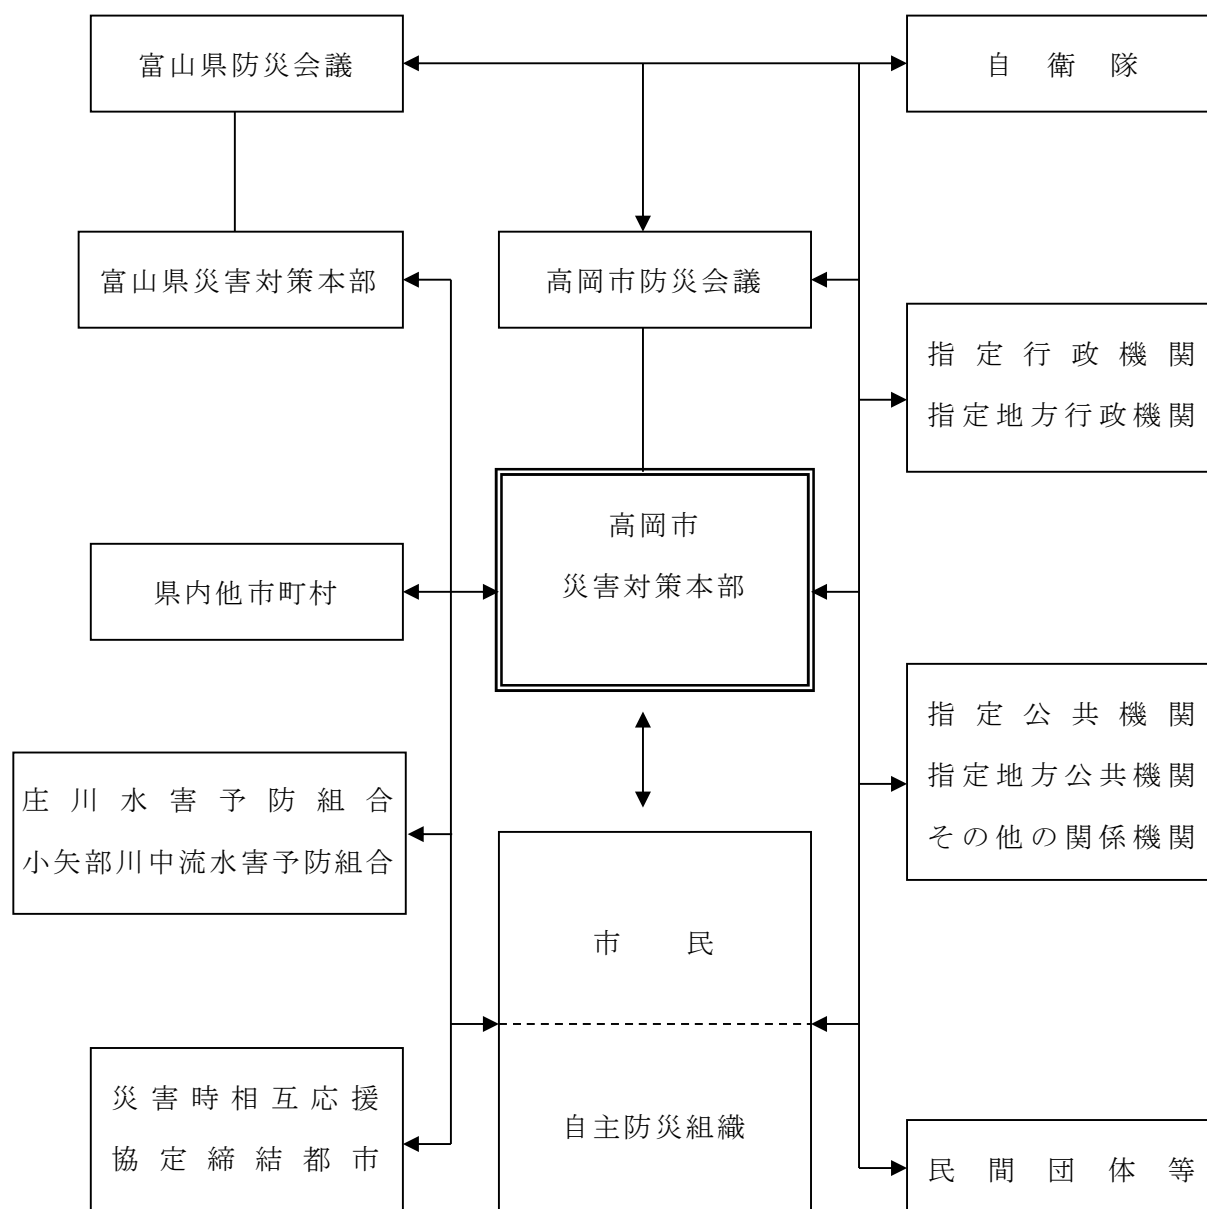 富山県防災会議
自衛隊
富山県災害対策本部
高岡市防災会議
指定行政機関
指定地方行政機関
高岡市
災害対策本部
県内他市町村
指定公共機関
指定地方公共機関
その他の関係機関
庄川水害予防組合
小矢部川中流水害予防組合
市民
災害時相互応援
協定締結都市
自主防災組織
民間団体等